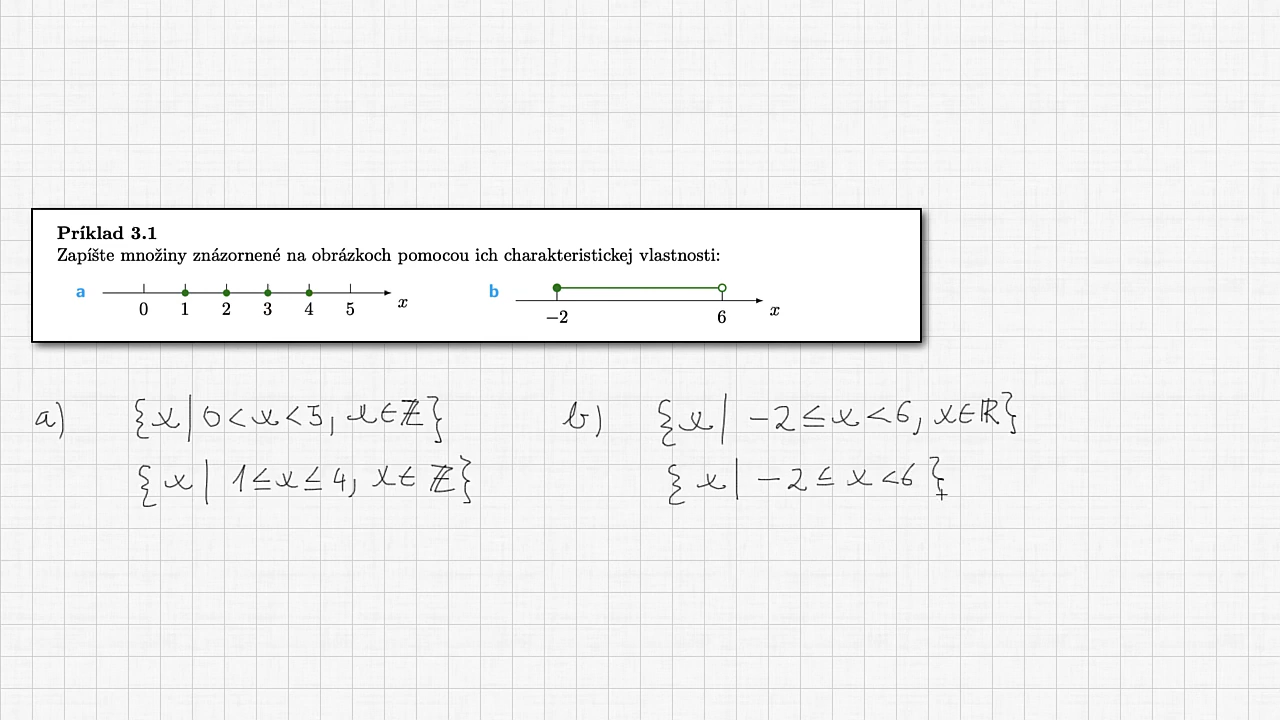 Príklad 3.1
Zapíšte množiny znázornené na obrázkoch pomocou ich charakteristickej vlastnosti:
a 0 1 2 3 4 5 x
b −2 6 x
a) {x | 0 < x < 5, x ∈ ℤ}
{x | 1 ≤ x ≤ 4, x ∈ ℤ}
b) {x | −2 ≤ x < 6, x ∈ ℝ}
{x | −2 ≤ x < 6}